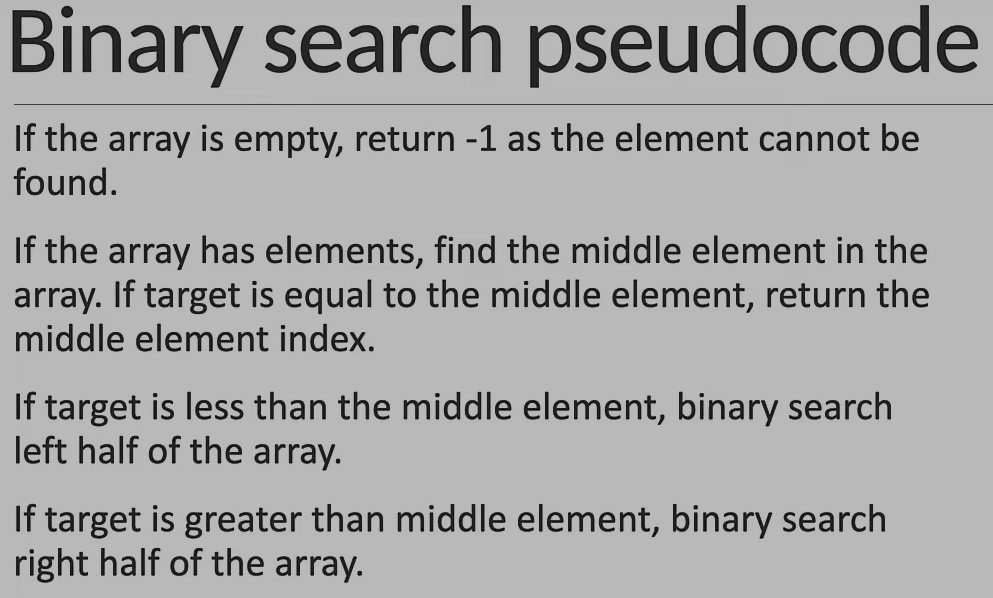 Binary search pseudocode
If the array is empty, return -1 as the element cannot be
found.
If the array has elements, find the middle element in the
array. If target is equal to the middle element, return the
middle element index.
If target is less than the middle element, binary search
left half of the array.
If target is greater than middle element, binary search
right half of the array.